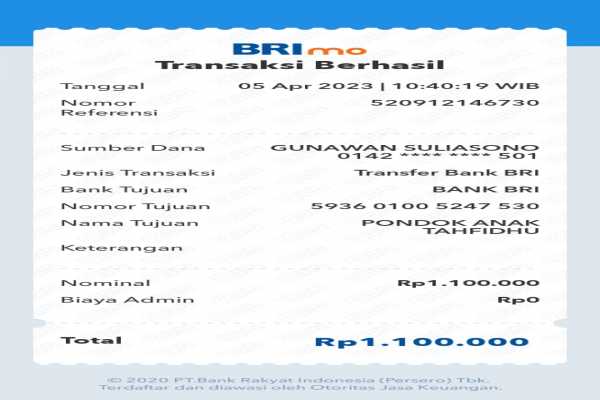 BRImo
Transaksi Berhasil
Tanggal 05 Apr 2023 | 10:40:19 WIB
Nomor 520912146730
Referensi
Sumber Dana GUNAWAN SULIASONO
0142 **** **** 501
Jenis Transaksi Transfer Bank BRI
Bank Tujuan BANK BRI
Nomor Tujuan 5936 0100 5247 530
Nama Tujuan PONDOK ANAK
TAHFIDHU
Keterangan
Nominal Rp1.100.000
Biaya Admin Rp0
Total Rp1.100.000
© 2020 PT.Bank Rakyat Indonesia (Persero) Tbk.
Terdaftar dan diawasi oleh Otoritas Jasa Keuangan.